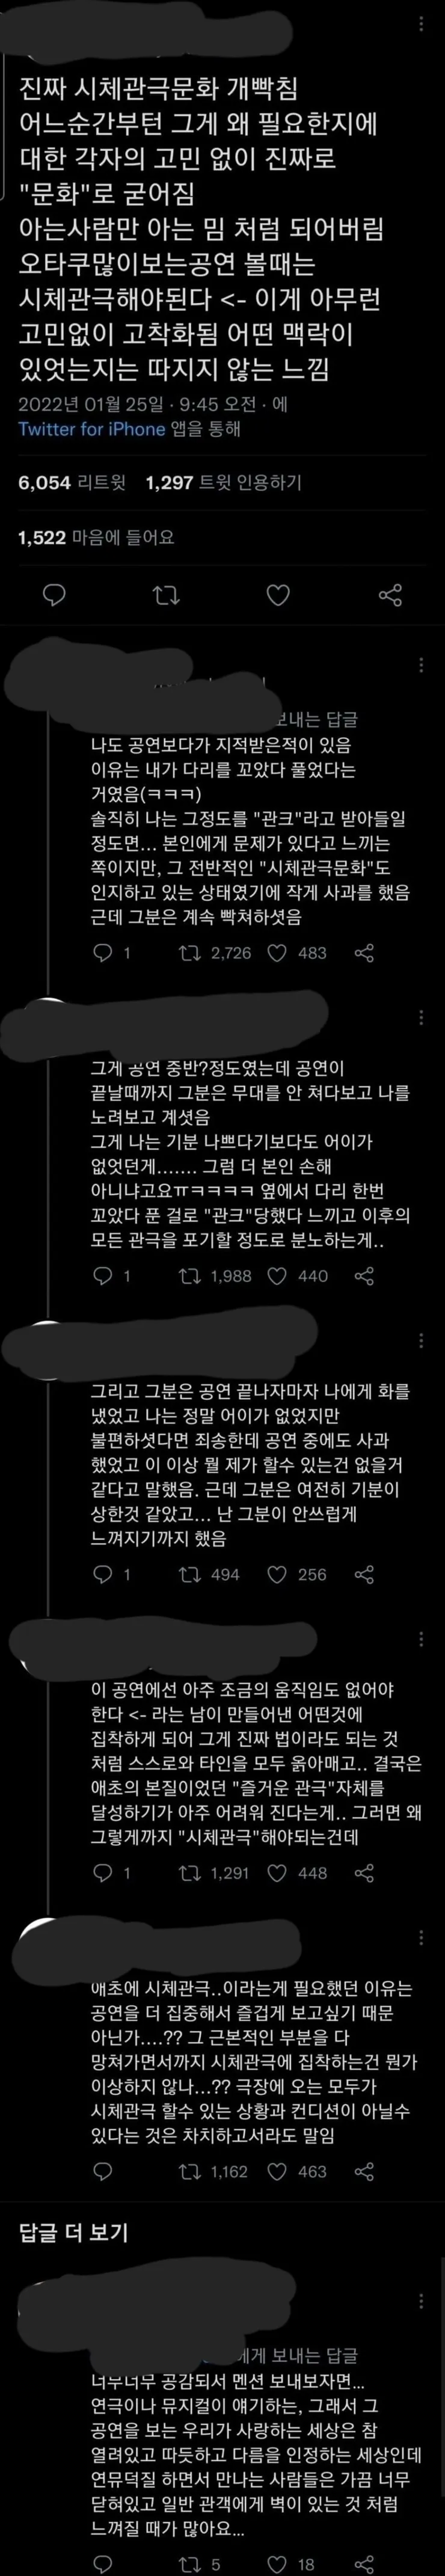 진짜 시체관극문화 개빡침
어느순간부턴 그게 왜 필요한지에
대한 각자의 고민 없이 진짜로
"문화"로 굳어짐
아는사람만 아는 밈 처럼 되어버림
오타쿠많이보는공연 볼때는
시체관극해야된다 <- 이게 아무런
고민없이 고착화됨 어떤 맥락이
있엇는지는 따지지 않는 느낌
2022년 01월 25일 · 9:45 오전 · 에
Twitter for iPhone 앱을 통해
6,054 리트윗 1,297 트윗 인용하기
1,522 마음에 들어요
보내는 답글
나도 공연보다가 지적받은적이 있음
이유는 내가 다리를 꼬았다 풀었다는
거였음(ㅋㅋㅋ)
솔직히 나는 그정도를 "관크"라고 받아들일
정도면... 본인에게 문제가 있다고 느끼는
쪽이지만, 그 전반적인 "시체관극문화"도
인지하고 있는 상태였기에 작게 사과를 했음
근데 그분은 계속 빡쳐하셧음
1 2,726 483
그게 공연 중반?정도였는데 공연이
끝날때까지 그분은 무대를 안 쳐다보고 나를
노려보고 계셧음
그게 나는 기분 나쁘다기보다도 어이가
없엇던게....... 그럼 더 본인 손해
아니냐고요ㅠㅋㅋㅋㅋ 옆에서 다리 한번
꼬았다 푼 걸로 "관크"당했다 느끼고 이후의
모든 관극을 포기할 정도로 분노하는게..
1 1,988 440
그리고 그분은 공연 끝나자마자 나에게 화를
냈었고 나는 정말 어이가 없었지만
불편하셧다면 죄송한데 공연 중에도 사과
했었고 이 이상 뭘 제가 할수 있는건 없을거
같다고 말했음. 근데 그분은 여전히 기분이
상한것 같았고... 난 그분이 안쓰럽게
느껴지기까지 했음
1 494 256
이 공연에선 아주 조금의 움직임도 없어야
한다 <- 라는 남이 만들어낸 어떤것에
집착하게 되어 그게 진짜 법이라도 되는 것
처럼 스스로와 타인을 모두 옭아매고.. 결국은
애초의 본질이었던 "즐거운 관극"자체를
달성하기가 아주 어려워 진다는게.. 그러면 왜
그렇게까지 "시체관극"해야되는건데
1 1,291 448
애초에 시체관극..이라는게 필요했던 이유는
공연을 더 집중해서 즐겁게 보고싶기 때문
아닌가....?? 그 근본적인 부분을 다
망쳐가면서까지 시체관극에 집착하는건 뭔가
이상하지 않나...?? 극장에 오는 모두가
시체관극 할수 있는 상황과 컨디션이 아닐수
있다는 것은 차치하고서라도 말임
1,162 463
답글 더 보기
에게 보내는 답글
너무너무 공감되서 멘션 보내보자면...
연극이나 뮤지컬이 얘기하는, 그래서 그
공연을 보는 우리가 사랑하는 세상은 참
열려있고 따듯하고 다름을 인정하는 세상인데
연뮤덕질 하면서 만나는 사람들은 가끔 너무
닫혀있고 일반 관객에게 벽이 있는 것 처럼
느껴질 때가 많아요...
5 18